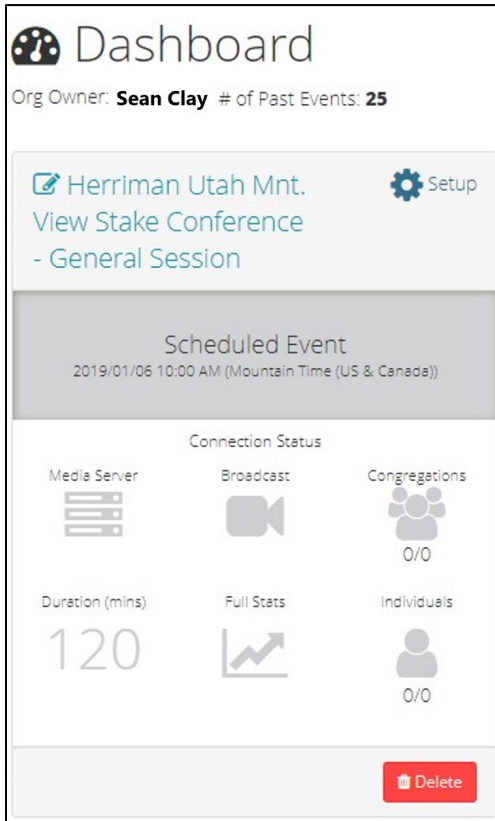 Dashboard
Org Owner: Sean Clay # of Past Events: 25
Herriman Utah Mnt.
View Stake Conference
- General Session
Setup
Scheduled Event
2019/01/06 10:00 AM (Mountain Time (US & Canada))
Connection Status
Media Server Broadcast Congregations
0/0
Duration (mins) Full Stats Individuals
120
0/0
Delete